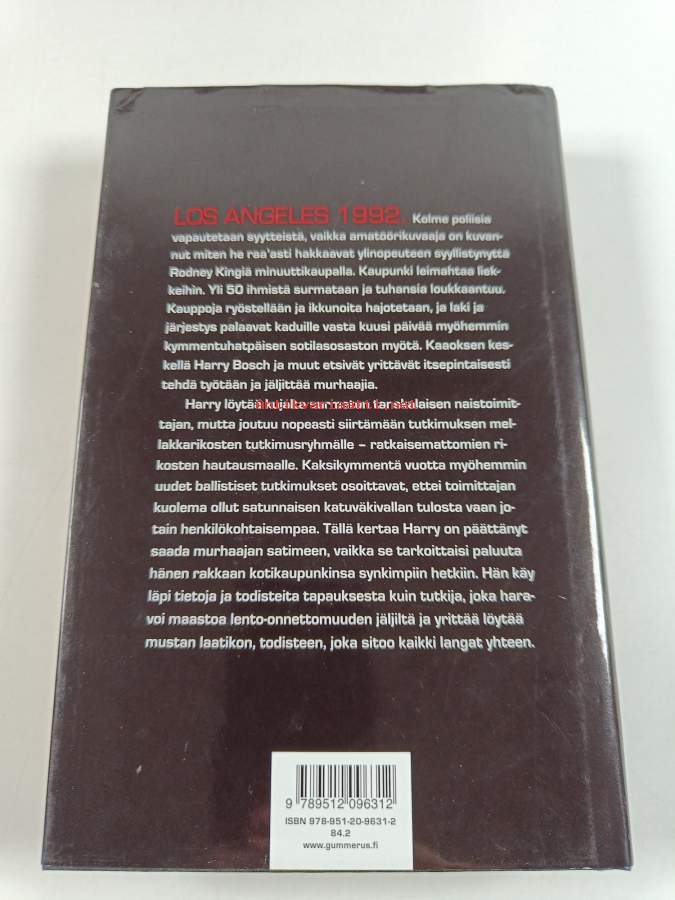 LOS ANGELES 1992. Kolme poliisia
vapautetaan syytteistä, vaikka amatöörikuvaaja on kuvan-
nut miten he raa'asti hakkaavat ylinopeuteen syyllistynyttä
Rodney Kingiä minuuttikaupalla. Kaupunki leimahtaa liek-
keihin. Yli 50 ihmistä surmataan ja tuhansia loukkaantuu.
Kauppoja ryöstellään ja ikkunoita hajotetaan, ja laki ja
järjestys palaavat kaduille vasta kuusi päivää myöhemmin
kymmentuhatpäisen sotilasosaston myötä. Kaaoksen kes-
kellä Harry Bosch ja muut etsivät yrittävät itsepintaisesti
tehdä työtään ja jäljittää murhaajia.
Harry löytää kujalta surmatun tanskalaisen naistoimit-
tajan, mutta joutuu nopeasti siirtämään tutkimuksen mel-
lakkarikosten tutkimusryhmälle – ratkaisemattomien ri-
kosten hautausmaalle. Kaksikymmentä vuotta myöhemmin
uudet ballistiset tutkimukset osoittavat, ettei toimittajan
kuolema ollut satunnaisen katuväkivallan tulosta vaan jo-
tain henkilökohtaisempaa. Tällä kertaa Harry on päättänyt
saada murhaajan satimeen, vaikka se tarkoittaisi paluuta
hänen rakkaan kotikaupunkinsa synkimpiin hetkiin. Hän käy
läpi tietoja ja todisteita tapauksesta kuin tutkija, joka hara-
voi maastoa lento-onnettomuuden jäljiltä ja yrittää löytää
mustan laatikon, todisteen, joka sitoo kaikki langat yhteen.
9 789512 096312
ISBN 978-951-20-9631-2
84.2
www.gummerus.fi